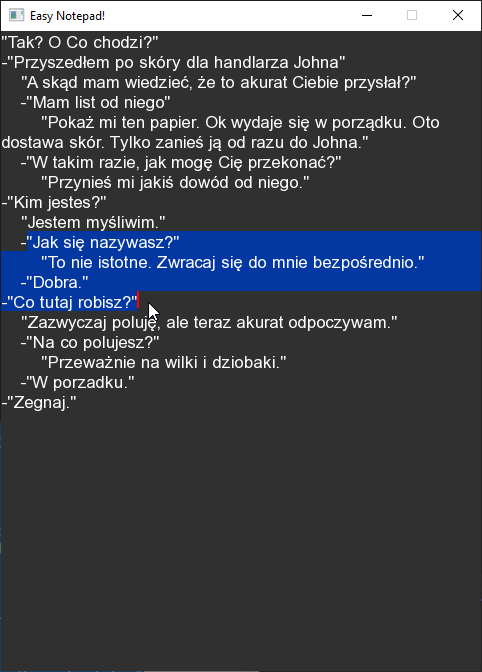 Easy Notepad!
"Tak? O Co chodzi?"
-"Przyszedłem po skóry dla handlarza Johna"
"A skąd mam wiedzieć, że to akurat Ciebie przysłał?"
-"Mam list od niego"
"Pokaż mi ten papier. Ok wydaje się w porządku. Oto
dostawa skór. Tylko zanieś ją od razu do Johna."
-"W takim razie, jak mogę Cię przekonać?"
"Przynieś mi jakiś dowód od niego."
-"Kim jestes?"
"Jestem myśliwim."
-"Jak się nazywasz?"
"To nie istotne. Zwracaj się do mnie bezpośrednio."
-"Dobra."
-"Co tutaj robisz?"
"Zazwyczaj poluję, ale teraz akurat odpoczywam."
-"Na co polujesz?"
"Przeważnie na wilki i dziobaki."
-"W porzadku."
-"Zegnaj."